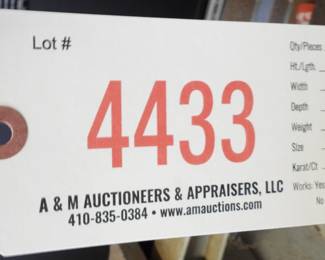 Lot #
4433
A & M AUCTIONEERS & APPRAISERS, LLC
410-835-0384 • www.amauctions.com
Qty/Pieces
Ht./Lgth.
Width
Depth
Weight
Size
Karat/Ct
Works: Yes
No